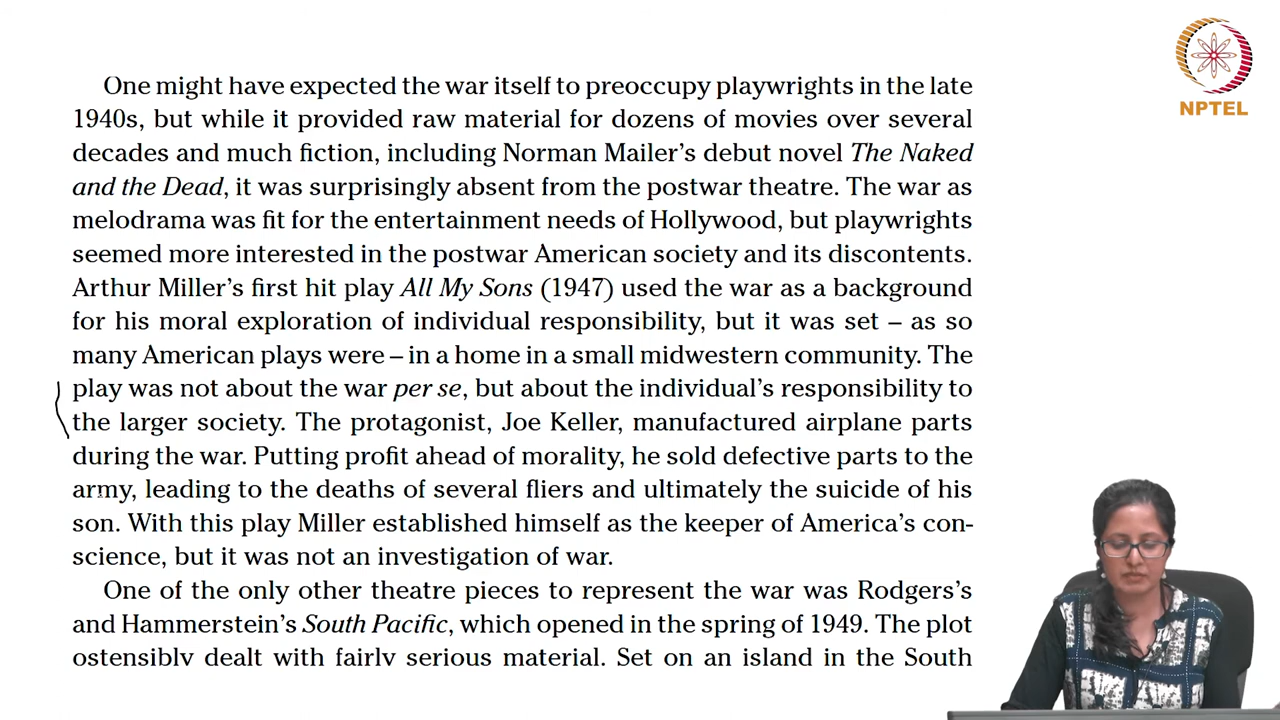 NPTEL
One might have expected the war itself to preoccupy playwrights in the late
1940s, but while it provided raw material for dozens of movies over several
decades and much fiction, including Norman Mailer's debut novel The Naked
and the Dead, it was surprisingly absent from the postwar theatre. The war as
melodrama was fit for the entertainment needs of Hollywood, but playwrights
seemed more interested in the postwar American society and its discontents.
Arthur Miller's first hit play All My Sons (1947) used the war as a background
for his moral exploration of individual responsibility, but it was set – as so
many American plays were – in a home in a small midwestern community. The
play was not about the war per se, but about the individual's responsibility to
the larger society. The protagonist, Joe Keller, manufactured airplane parts
during the war. Putting profit ahead of morality, he sold defective parts to the
army, leading to the deaths of several fliers and ultimately the suicide of his
son. With this play Miller established himself as the keeper of America's con-
science, but it was not an investigation of war.
One of the only other theatre pieces to represent the war was Rodgers's
and Hammerstein's South Pacific, which opened in the spring of 1949. The plot
ostensibly dealt with fairly serious material. Set on an island in the South